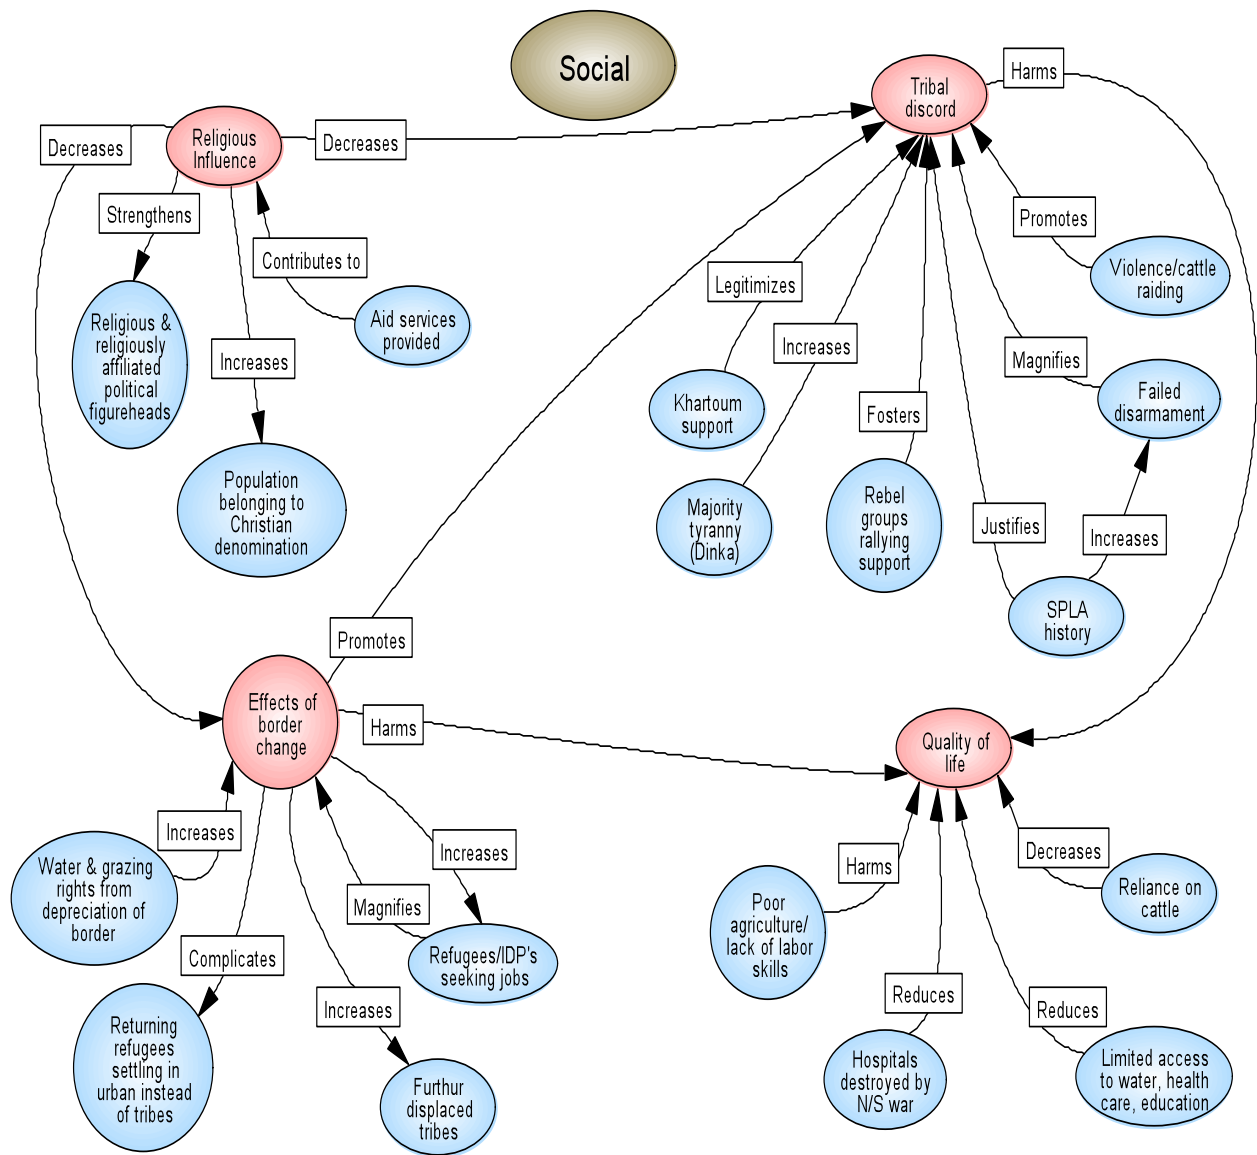 Social
Tribal
discord
Harms
Religious
Influence
Decreases
Decreases
Strengthens
Contributes to
Promotes
Violence/cattle
raiding
Legitimizes
Religious &
religiously
affiliated
political
figureheads
Aid services
provided
Increases
Increases
Magnifies
Khartoum
support
Fosters
Failed
disarmament
Population
belonging to
Christian
denomination
Majority
tyranny
(Dinka)
Rebel
groups
rallying
support
Justifies
Increases
SPLA
history
Promotes
Effects of
border
change
Harms
Quality of
life
Increases
Water & grazing
rights from
depreciation of
border
Increases
Magnifies
Complicates
Refugees/IDP's
seeking jobs
Returning
refugees
settling in
urban instead
of tribes
Increases
Furthur
displaced
tribes
Harms
Decreases
Reliance on
cattle
Poor
agriculture/
lack of labor
skills
Reduces
Reduces
Hospitals
destroyed by
N/S war
Limited access
to water, health
care, education